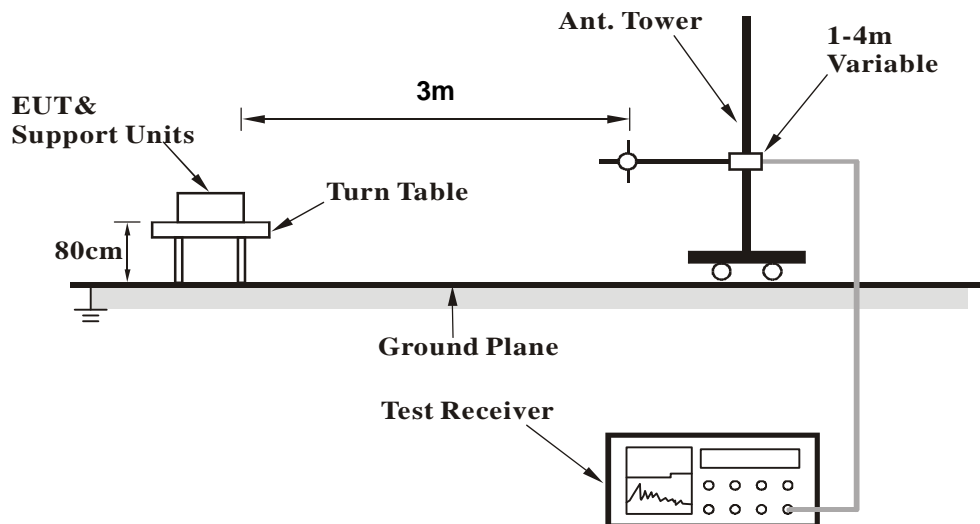 Ant. Tower
1-4m
Variable
3m
EUT&
Support Units
Turn Table
80cm
Ground Plane
Test Receiver